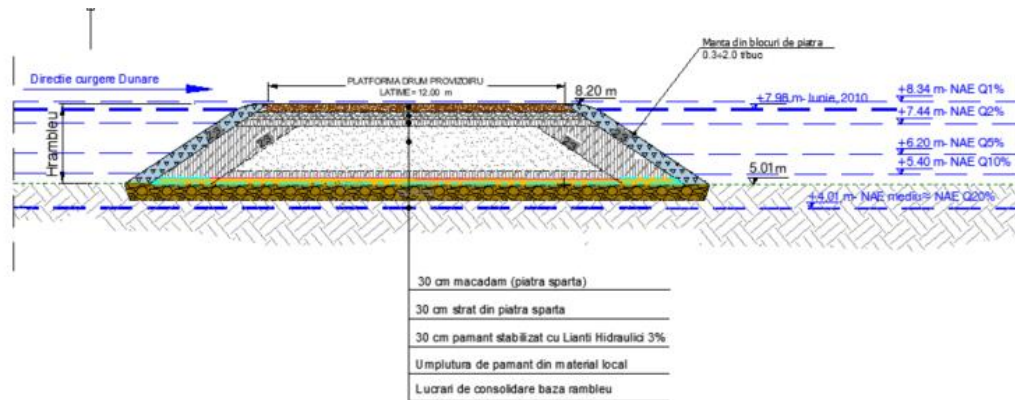 Manta din blocuri de piatra
0.3÷2.0 t/buc
Directie curgere Dunare
PLATFORMA DRUM PROVIZOIRU
LATIME= 12.00 m
8.20 m
+8.34 m- NAE Q1%
+7.96 m- Iunie, 2010
+7.44 m- NAE Q2%
Hrambleu
+6.20 m- NAE Q5%
+5.40 m- NAE Q10%
5.01 m
+4.01 m- NAE mediu ≈ NAE Q20%
30 cm macadam (piatra sparta)
30 cm strat din piatra sparta
30 cm pamant stabilizat cu Lianti Hidraulici 3%
Umplutura de pamant din material local
Lucrari de consolidare baza rambleu